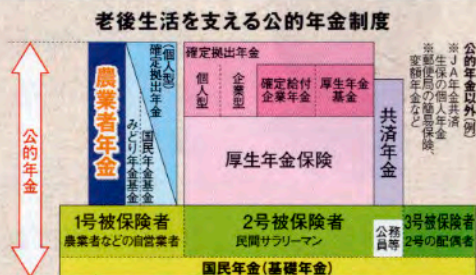 老後生活を支える公的年金制度
公的年金
農業者年金
確定拠出年金
(個人型)
みどり年金基金
国民年金基金
確定拠出年金
個人型
企業型
確定給付
企業年金
厚生年金
基金
厚生年金保険
共済年金
公的年金以外(例)
※JA年金共済
生保の個人年金
※郵便局の簡易保険、
変額年金など
1号被保険者
農業者などの自営業者
2号被保険者
民間サラリーマン
公務員等
3号被保険者
2号の配偶者
国民年金(基礎年金)